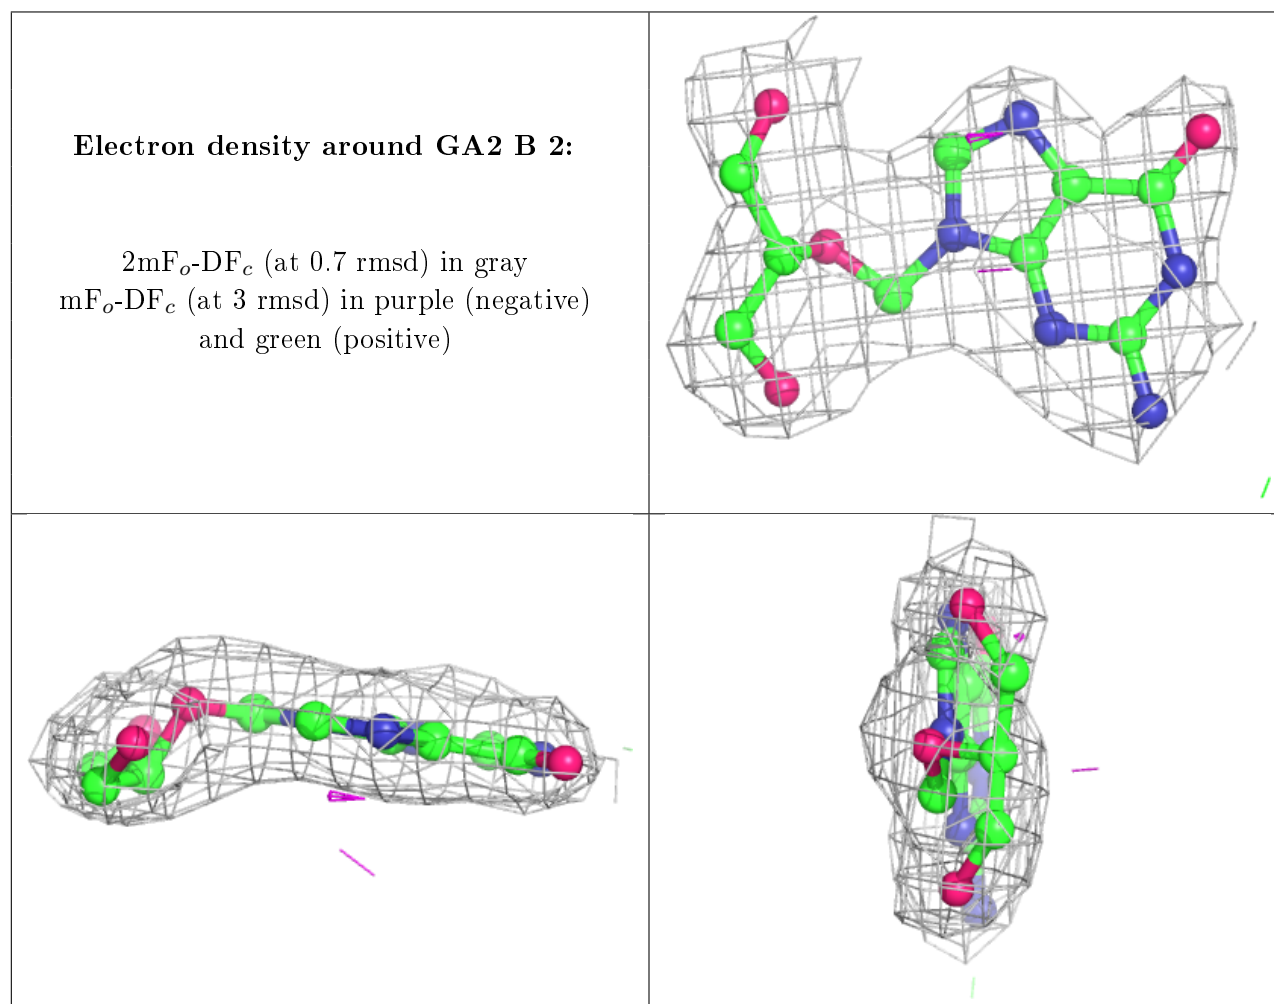 Electron density around GA2 B 2:
2mFo-DFc (at 0.7 rmsd) in gray
mFo-DFc (at 3 rmsd) in purple (negative)
and green (positive)